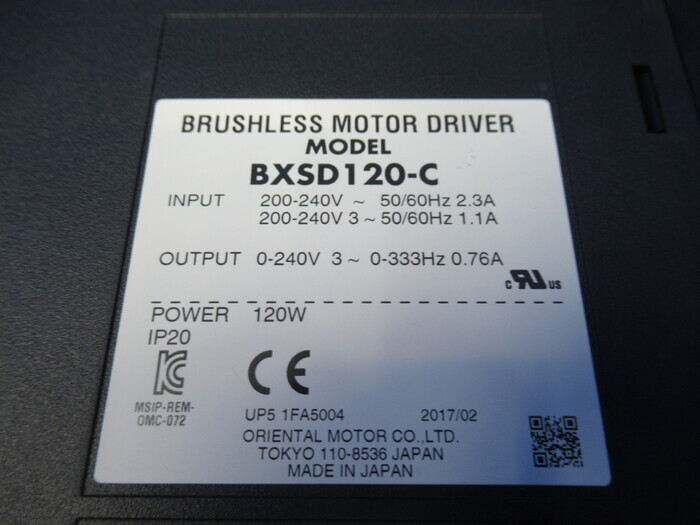 BRUSHLESS MOTOR DRIVER
MODEL
BXSD120-C
INPUT 200-240V ~ 50/60Hz 2.3A
200-240V 3~50/60Hz 1.1A
OUTPUT 0-240V 3~ 0-333Hz 0.76A
c RU US
POWER 120W
IP20
KC CE
MSIP-REM-
OMC-072
UP5 1FA5004 2017/02
ORIENTAL MOTOR CO.,LTD.
TOKYO 110-8536 JAPAN
MADE IN JAPAN